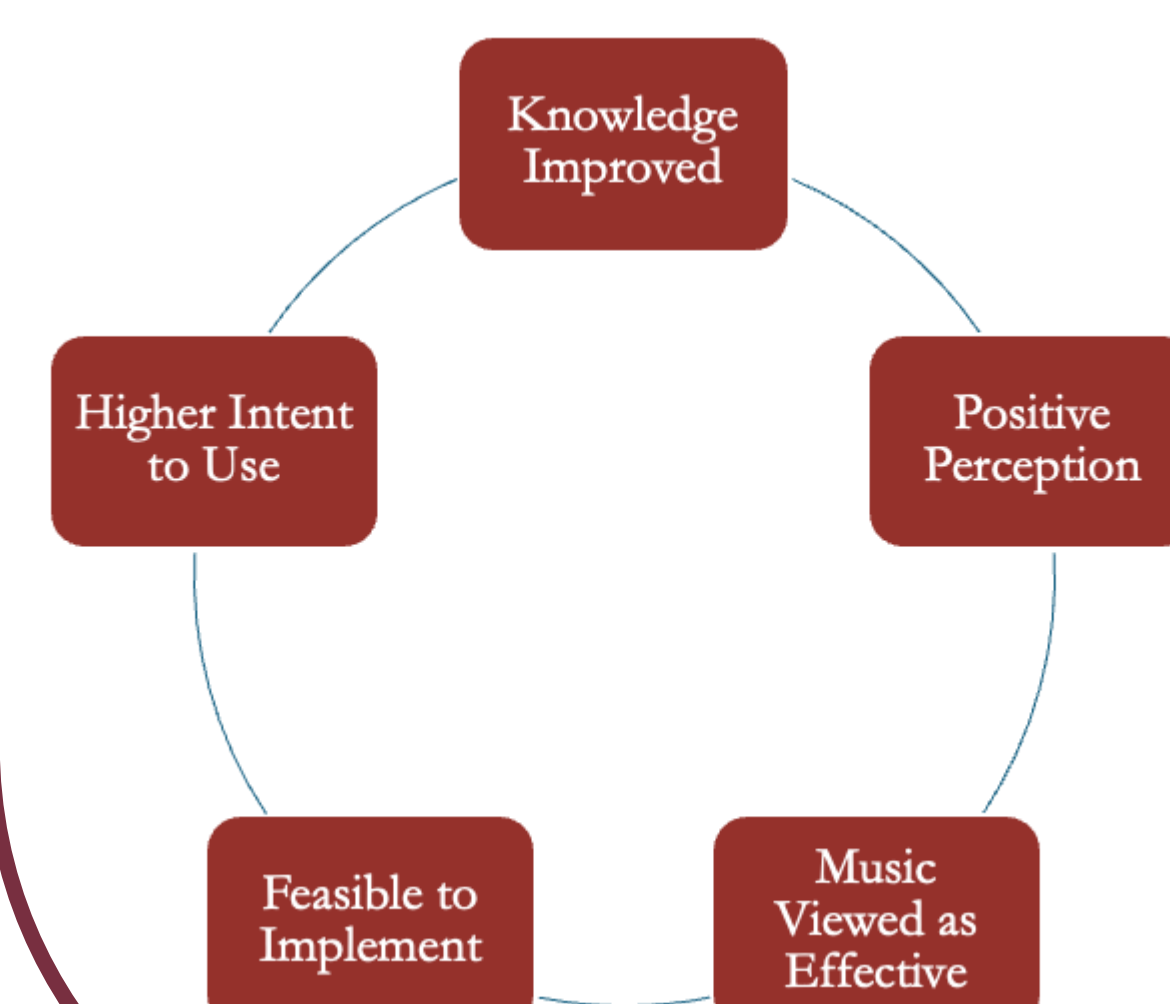 Knowledge
Improved
Positive
Perception
Music
Viewed as
Effective
Feasible to
Implement
Higher Intent
to Use